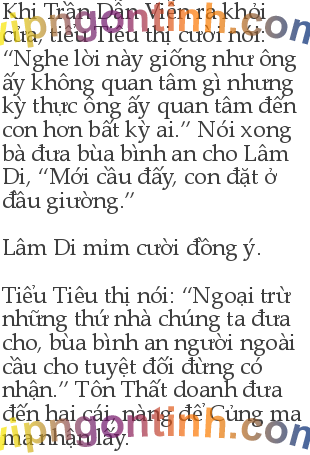 Khi Trần Dẫn Viễn ra khỏi
cửa, tiểu Tiêu thị cười nói:
“Nghe lời này giống như ông
ấy không quan tâm gì nhưng
kỳ thực ông ấy quan tâm đến
con hơn bất kỳ ai.” Nói xong
bà đưa bùa bình an cho Lâm
Di, “Mới cầu đấy, con đặt ở
đầu giường.”
Lâm Di mỉm cười đồng ý.
Tiểu Tiêu thị nói: “Ngoại trừ
những thứ nhà chúng ta đưa
cho, bùa bình an người ngoài
cầu cho tuyệt đối đừng có
nhận.” Tôn Thất doanh đưa
đến hai cái, nàng để Củng ma
ma nhận lấy.
vipngontinh.com
vipngontinh.com